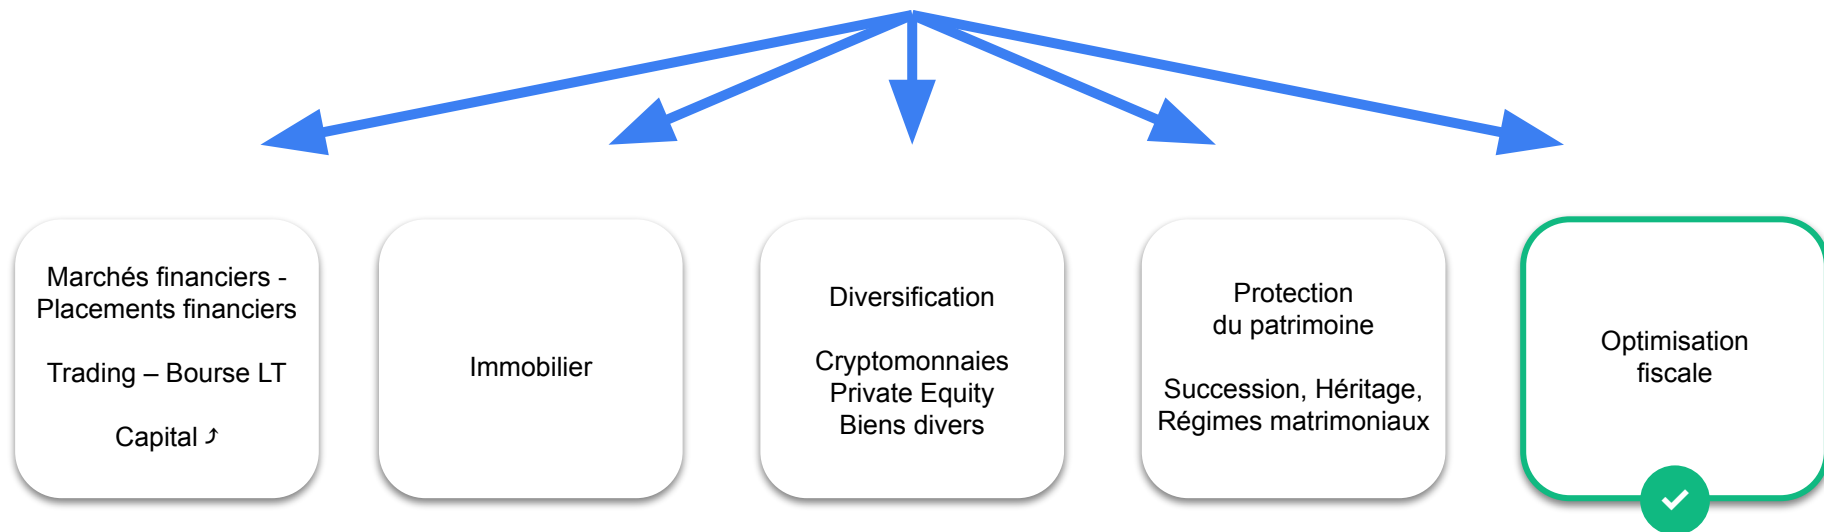 Marchés financiers -
Placements financiers
Trading – Bourse LT
Capital ⤴
Immobilier
Diversification
Cryptomonnaies
Private Equity
Biens divers
Protection
du patrimoine
Succession, Héritage,
Régimes matrimoniaux
Optimisation
fiscale